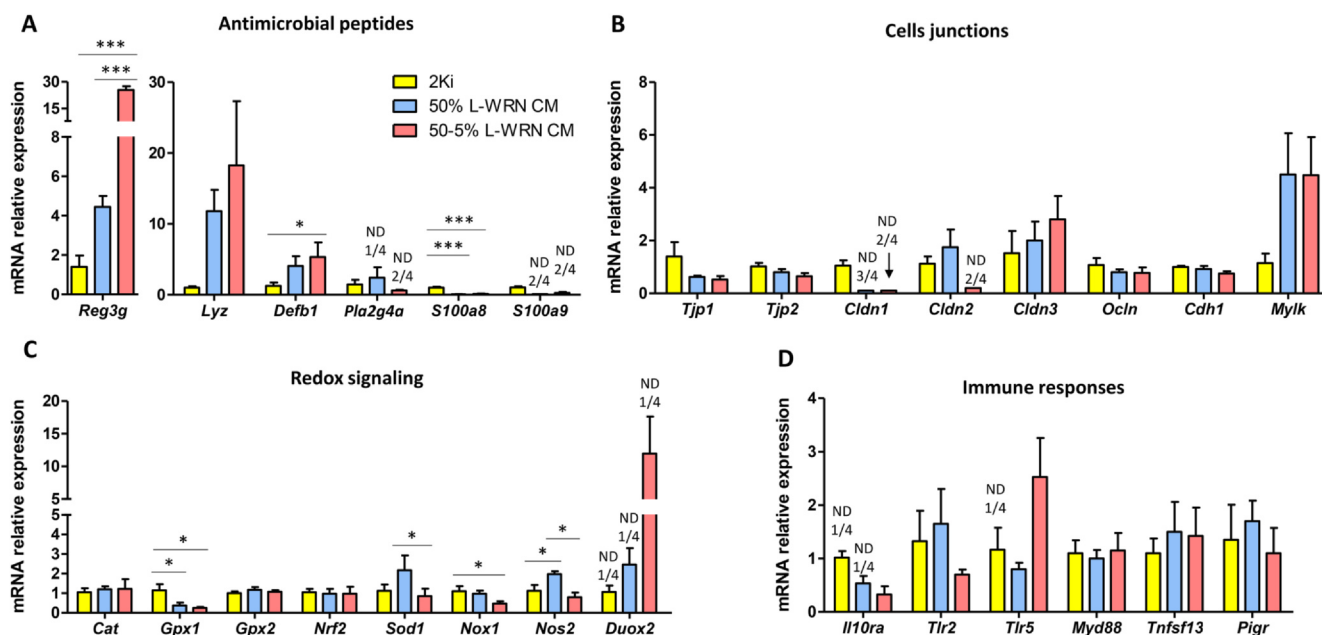 A
Antimicrobial peptides
mRNA relative expression
30
15
8
6
4
2
0
***
***
Reg3g
30
20
10
0
2Ki
50% L-WRN CM
50-5% L-WRN CM
*
ND
1/4
ND
2/4
***
***
ND
2/4
ND
2/4
Lyz
Defb1
Pla2g4a
S100a8
S100a9
B
Cells junctions
mRNA relative expression
8
6
4
2
0
ND
3/4
ND
2/4
ND
2/4
Tjp1
Tjp2
Cldn1
Cldn2
Cldn3
Ocln
Cdh1
Mylk
C
Redox signaling
mRNA relative expression
20
15
10
5
4
3
2
1
0
*
*
*
*
*
*
ND
1/4
ND
1/4
ND
1/4
Cat
Gpx1
Gpx2
Nrf2
Sod1
Nox1
Nos2
Duox2
D
Immune responses
mRNA relative expression
4
3
2
1
0
ND
1/4
ND
1/4
ND
1/4
Il10ra
Tlr2
Tlr5
Myd88
Tnfsf13
Pigr